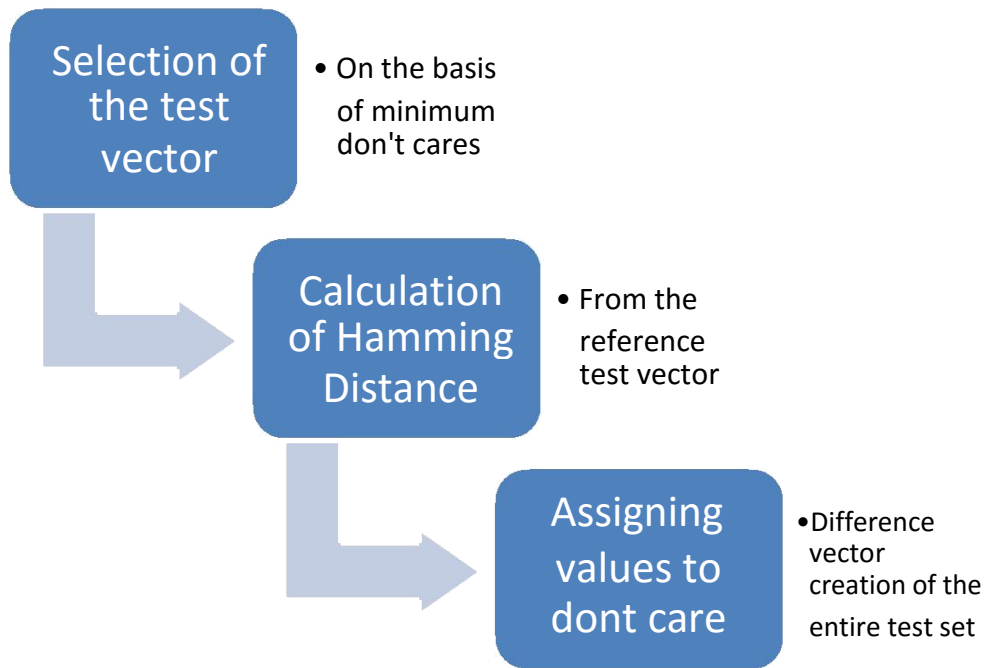 Selection of
the test
vector
• On the basis
of minimum
don't cares
Calculation
of Hamming
Distance
• From the
reference
test vector
Assigning
values to
dont care
•Difference
vector
creation of the
entire test set